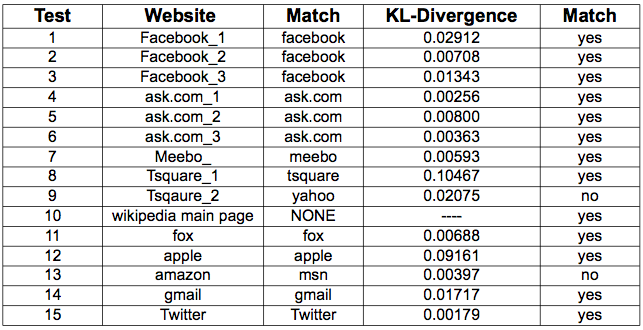 Test Website Match KL-Divergence Match
1 Facebook_1 facebook 0.02912 yes
2 Facebook_2 facebook 0.00708 yes
3 Facebook_3 facebook 0.01343 yes
4 ask.com_1 ask.com 0.00256 yes
5 ask.com_2 ask.com 0.00800 yes
6 ask.com_3 ask.com 0.00363 yes
7 Meebo_ meebo 0.00593 yes
8 Tsquare_1 tsquare 0.10467 yes
9 Tsqaure_2 yahoo 0.02075 no
10 wikipedia main page NONE ---- yes
11 fox fox 0.00688 yes
12 apple apple 0.09161 yes
13 amazon msn 0.00397 no
14 gmail gmail 0.01717 yes
15 Twitter Twitter 0.00179 yes